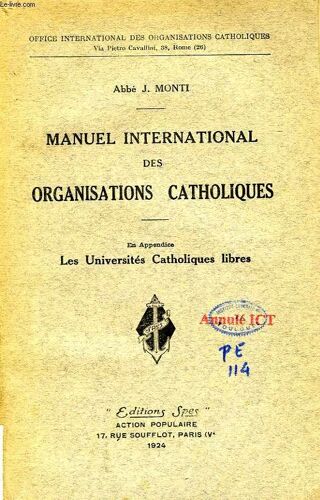 Le-livre.com
OFFICE INTERNATIONAL DES ORGANISATIONS CATHOLIQUES
Via Pietro Cavallini, 38, Rome (26)
Abbé J. MONTI
MANUEL INTERNATIONAL
DES
ORGANISATIONS CATHOLIQUES
En Appendice
Les Universités Catholiques libres
Annulé ICT
TOULOUSE
PE
114
" Editions Spes "
ACTION POPULAIRE
17, RUE SOUFFLOT, PARIS (Vᵉ
1924